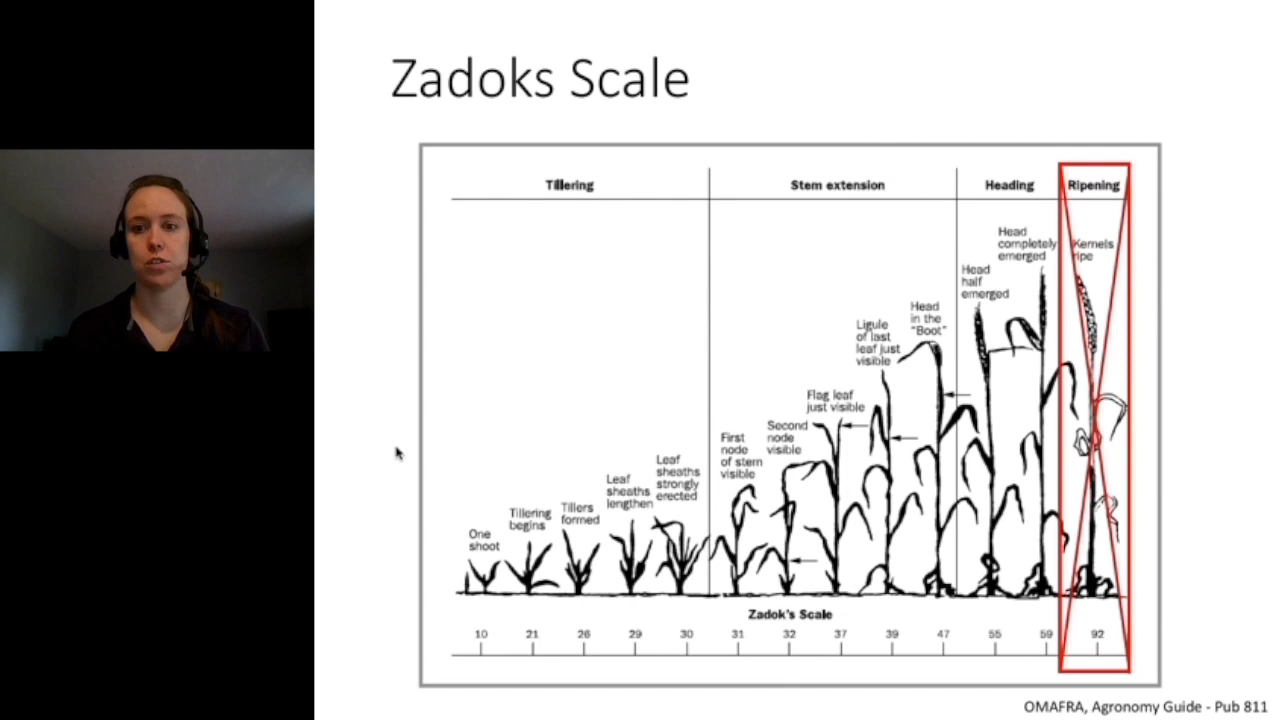 Zadoks Scale
Tillering
Stem extension
Heading
Ripening
One
shoot
Tillering
begins
Tillers
formed
Leaf
sheaths
lengthen
Leaf
sheaths
strongly
erected
First
node
of stem
visible
Second
node
visible
Flag leaf
just visible
Ligule
of last
leaf just
visible
Head
in the
"Boot"
Head
half
emerged
Head
completely
emerged
Kernels
ripe
Zadok's Scale
10 21 26 29 30 31 32 37 39 47 55 59 92
OMAFRA, Agronomy Guide - Pub 811